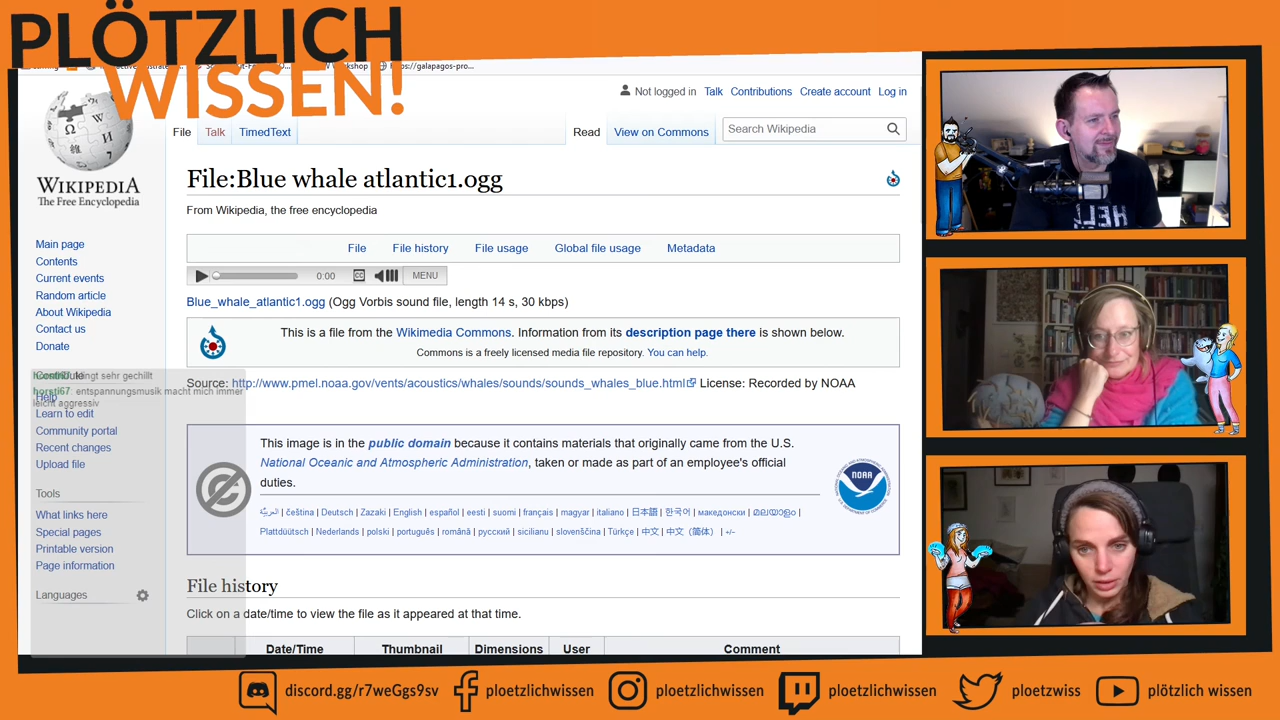 PLÖTZLICH
WISSEN!
Workshop
https://galapagos-pro...
Not logged in Talk Contributions Create account Log in
File Talk TimedText Read View on Commons Search Wikipedia
WIKIPEDIA
The Free Encyclopedia
File:Blue whale atlantic1.ogg
From Wikipedia, the free encyclopedia
File File history File usage Global file usage Metadata
0:00 CC MENU
Blue_whale_atlantic1.ogg (Ogg Vorbis sound file, length 14 s, 30 kbps)
This is a file from the Wikimedia Commons. Information from its description page there is shown below.
Commons is a freely licensed media file repository. You can help.
Source: http://www.pmel.noaa.gov/vents/acoustics/whales/sounds/sounds_whales_blue.html License: Recorded by NOAA
This image is in the public domain because it contains materials that originally came from the U.S.
National Oceanic and Atmospheric Administration, taken or made as part of an employee's official
duties.
العربية | čeština | Deutsch | Zazaki | English | español | eesti | suomi | français | magyar | italiano | 日本語 | 한국어 | македонски | മലയാളം |
Plattdüütsch | Nederlands | polski | português | română | русский | sicilianu | slovenščina | Türkçe | 中文 | 中文（简体） | +/-
NOAA
File history
Click on a date/time to view the file as it appeared at that time.
Date/Time Thumbnail Dimensions User Comment
Main page
Contents
Current events
Random article
About Wikipedia
Contact us
Donate
Contribute
klingt sehr gechillt
horsti67: entspannungsmusik macht mich immer
leicht aggressiv
Help
Learn to edit
Community portal
Recent changes
Upload file
Tools
What links here
Special pages
Printable version
Page information
Languages
HEL
discord.gg/r7weGgs9sv ploetzlichwissen ploetzlichwissen ploetzlichwissen ploetzwiss plötzlich wissen